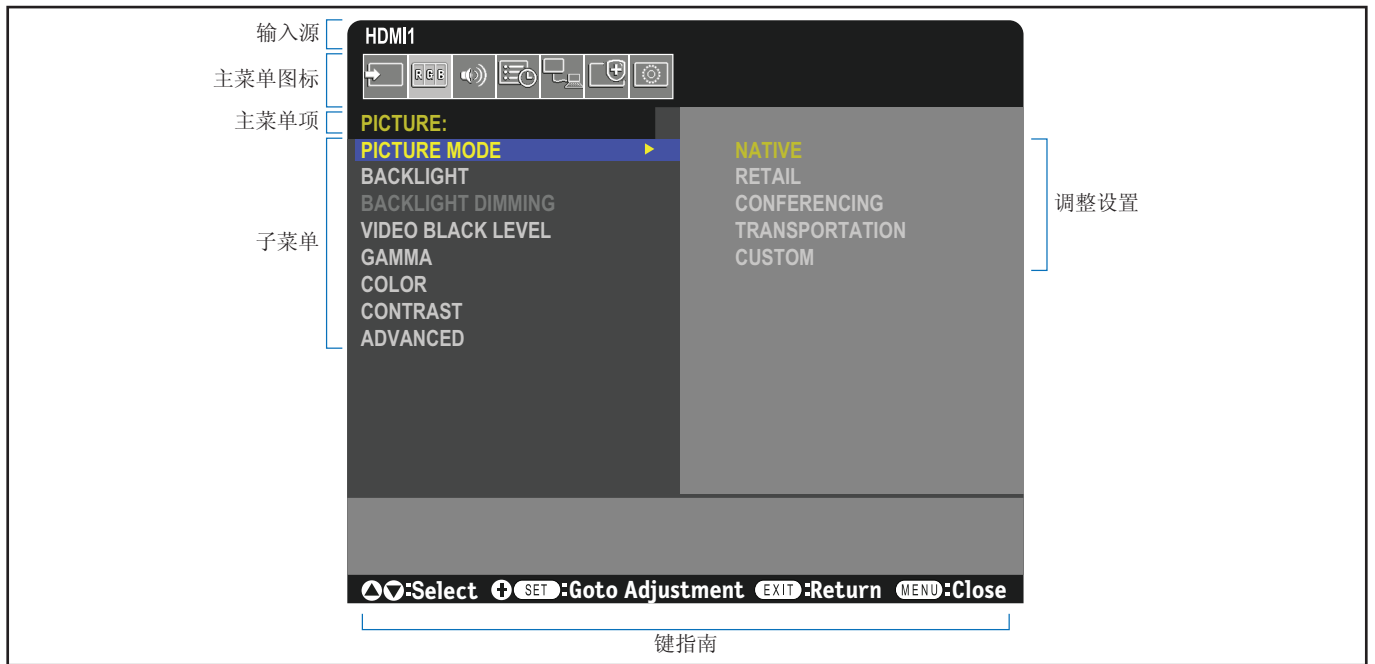 输入源
HDMI1
主菜单图标
RGB
主菜单项
PICTURE:
子菜单
PICTURE MODE
BACKLIGHT
BACKLIGHT DIMMING
VIDEO BLACK LEVEL
GAMMA
COLOR
CONTRAST
ADVANCED
NATIVE
RETAIL
CONFERENCING
TRANSPORTATION
CUSTOM
调整设置
:Select SET:Goto Adjustment EXIT:Return MENU:Close
键指南